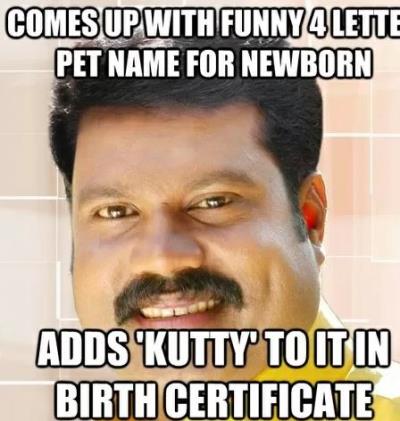 COMES UP WITH FUNNY 4 LETTE
PET NAME FOR NEWBORN
ADDS 'KUTTY' TO IT IN
BIRTH CERTIFICATE